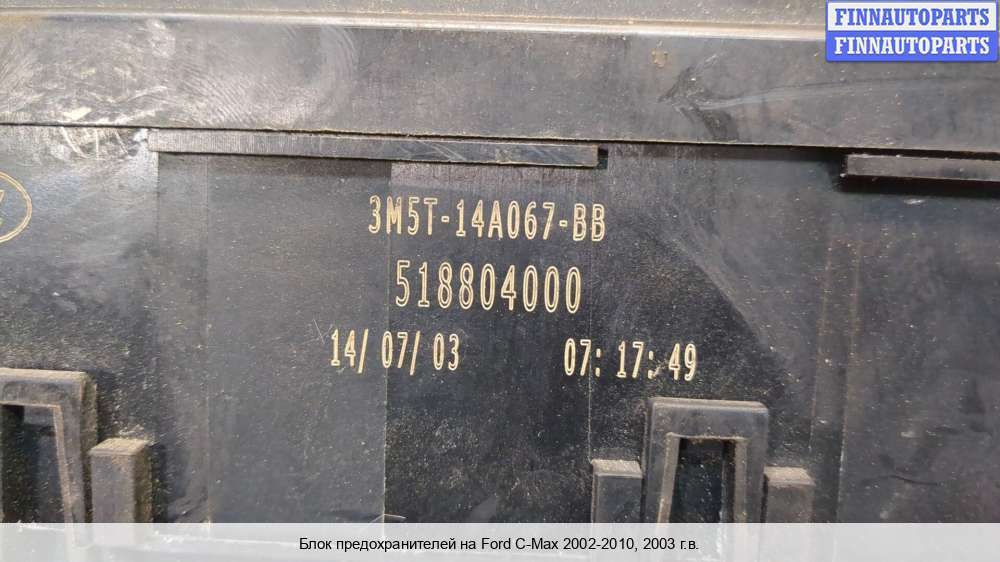 FINNAUTOPARTS
FINNAUTOPARTS
3M5T-14A067-BB
518804000
14/ 07/ 03 07: 17: 49
Блок предохранителей на Ford C-Max 2002-2010, 2003 г.в.